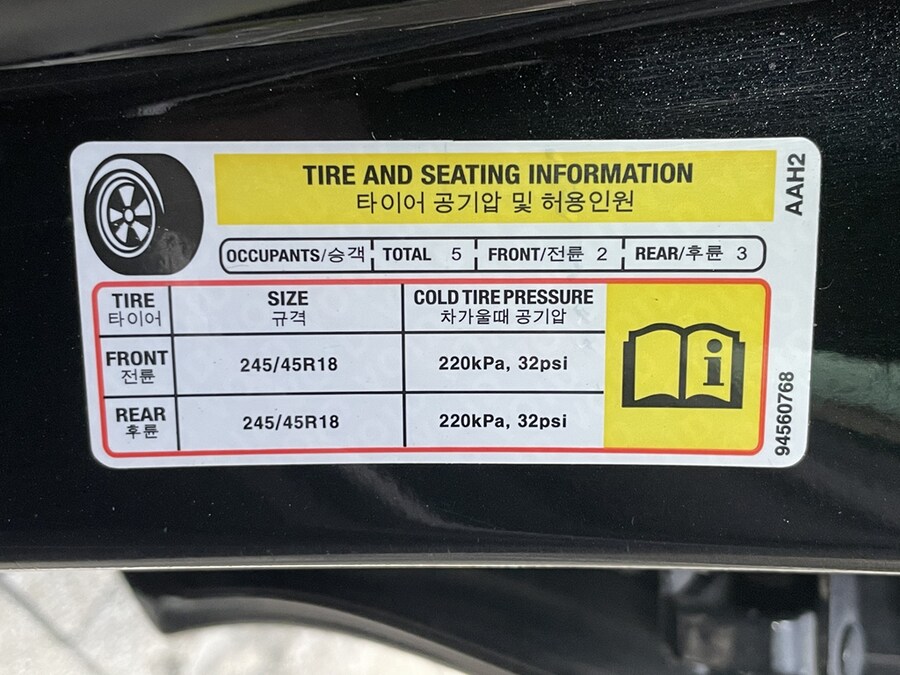 TIRE AND SEATING INFORMATION
타이어 공기압 및 허용인원
OCCUPANTS/승객 TOTAL 5 FRONT/전륜 2 REAR/후륜 3
TIRE SIZE COLD TIRE PRESSURE
타이어 규격 차가울때 공기압
FRONT
전륜 245/45R18 220kPa, 32psi
REAR
후륜 245/45R18 220kPa, 32psi
AAH2
94560768